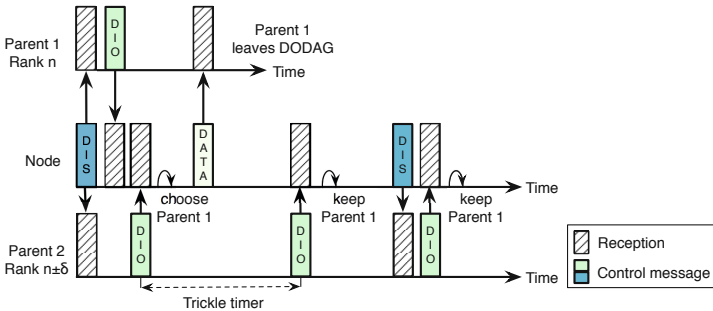 Parent 1
Rank n
DIO
Parent 1
leaves DODAG
Time
Node
DIS
DATA
DIS
choose
Parent 1
keep
Parent 1
keep
Parent 1
Time
Parent 2
Rank n±δ
DIO
DIO
DIO
Time
Trickle timer
Reception
Control message